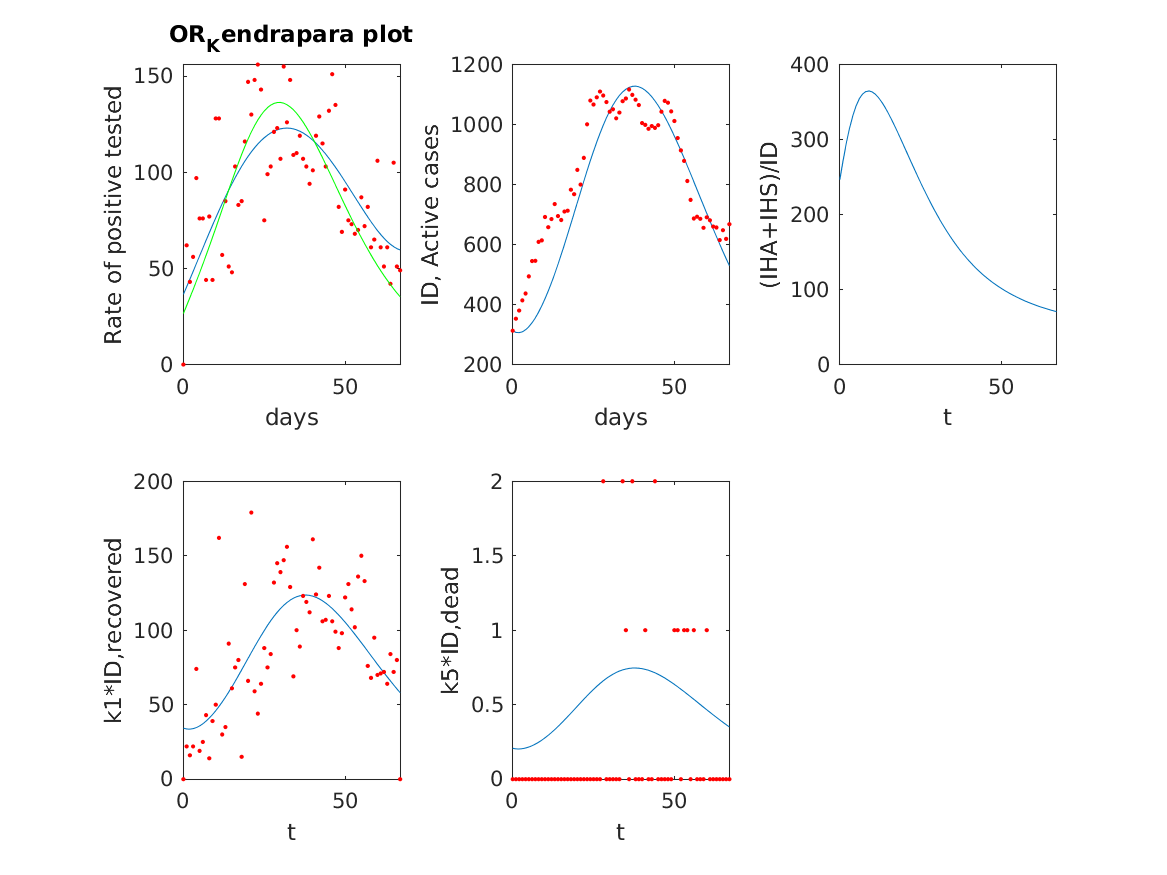 OR_Kendrapara plot
Rate of positive tested
150
100
50
0
0 50
days
ID, Active cases
1200
1000
800
600
400
200
0 50
days
(IHA+IHS)/ID
400
300
200
100
0
0 50
t
k1*ID,recovered
200
150
100
50
0
0 50
t
k5*ID,dead
2
1.5
1
0.5
0
0 50
t